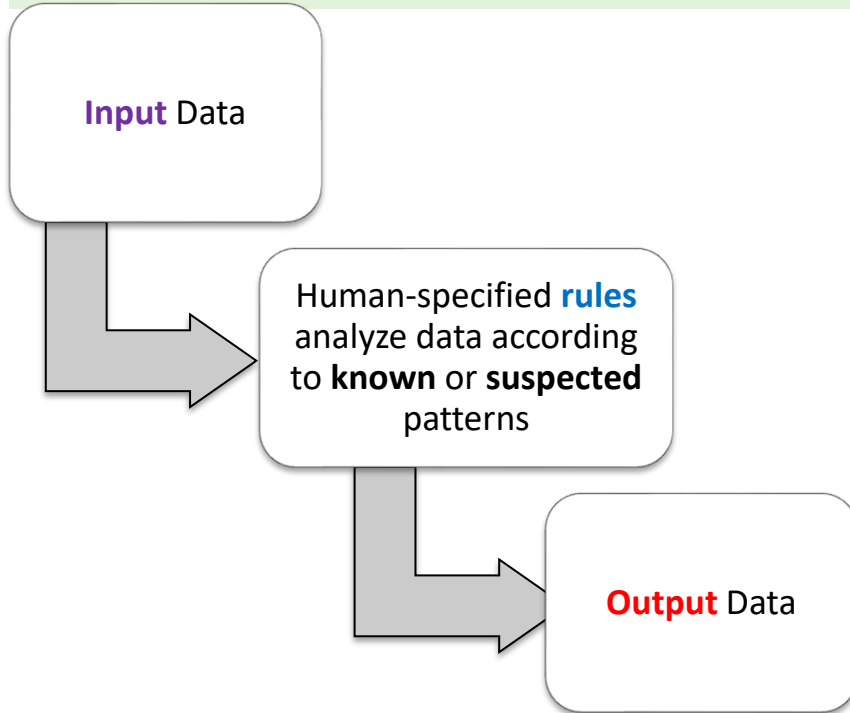 Input Data
Human-specified rules
analyze data according
to known or suspected
patterns
Output Data